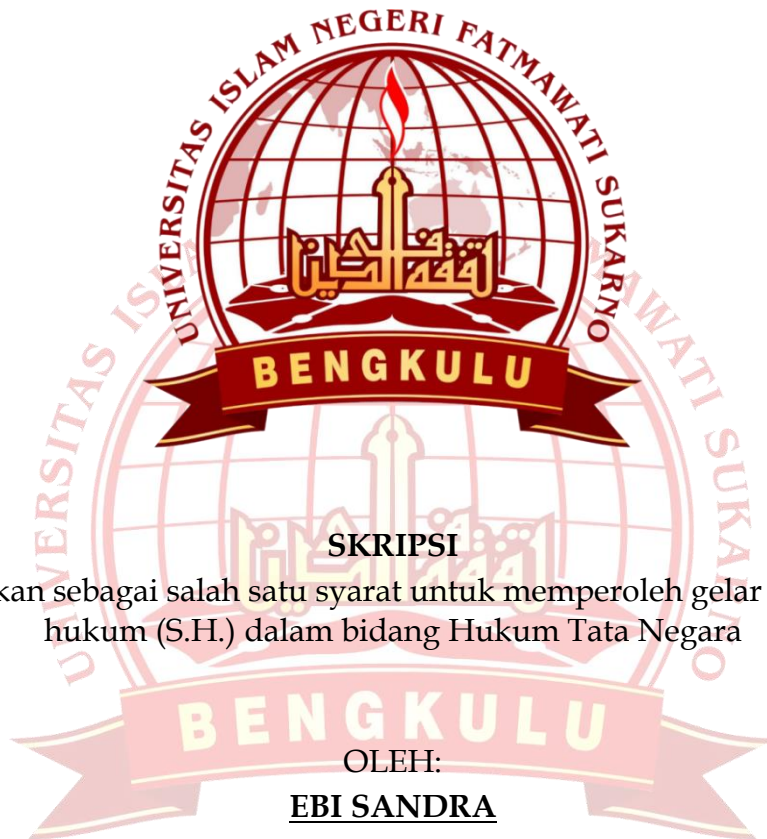 UNIVERSITAS ISLAM NEGERI FATMAWATI SUKARNO
BENGKULU
SKRIPSI
kan sebagai salah satu syarat untuk memperoleh gelar
hukum (S.H.) dalam bidang Hukum Tata Negara
BENGKULU
OLEH:
EBI SANDRA